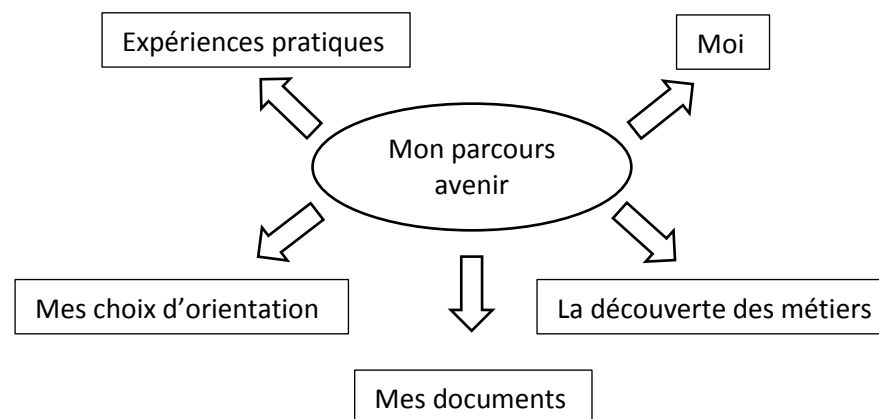 Expériences pratiques
Moi
Mon parcours
avenir
Mes choix d’orientation
La découverte des métiers
Mes documents